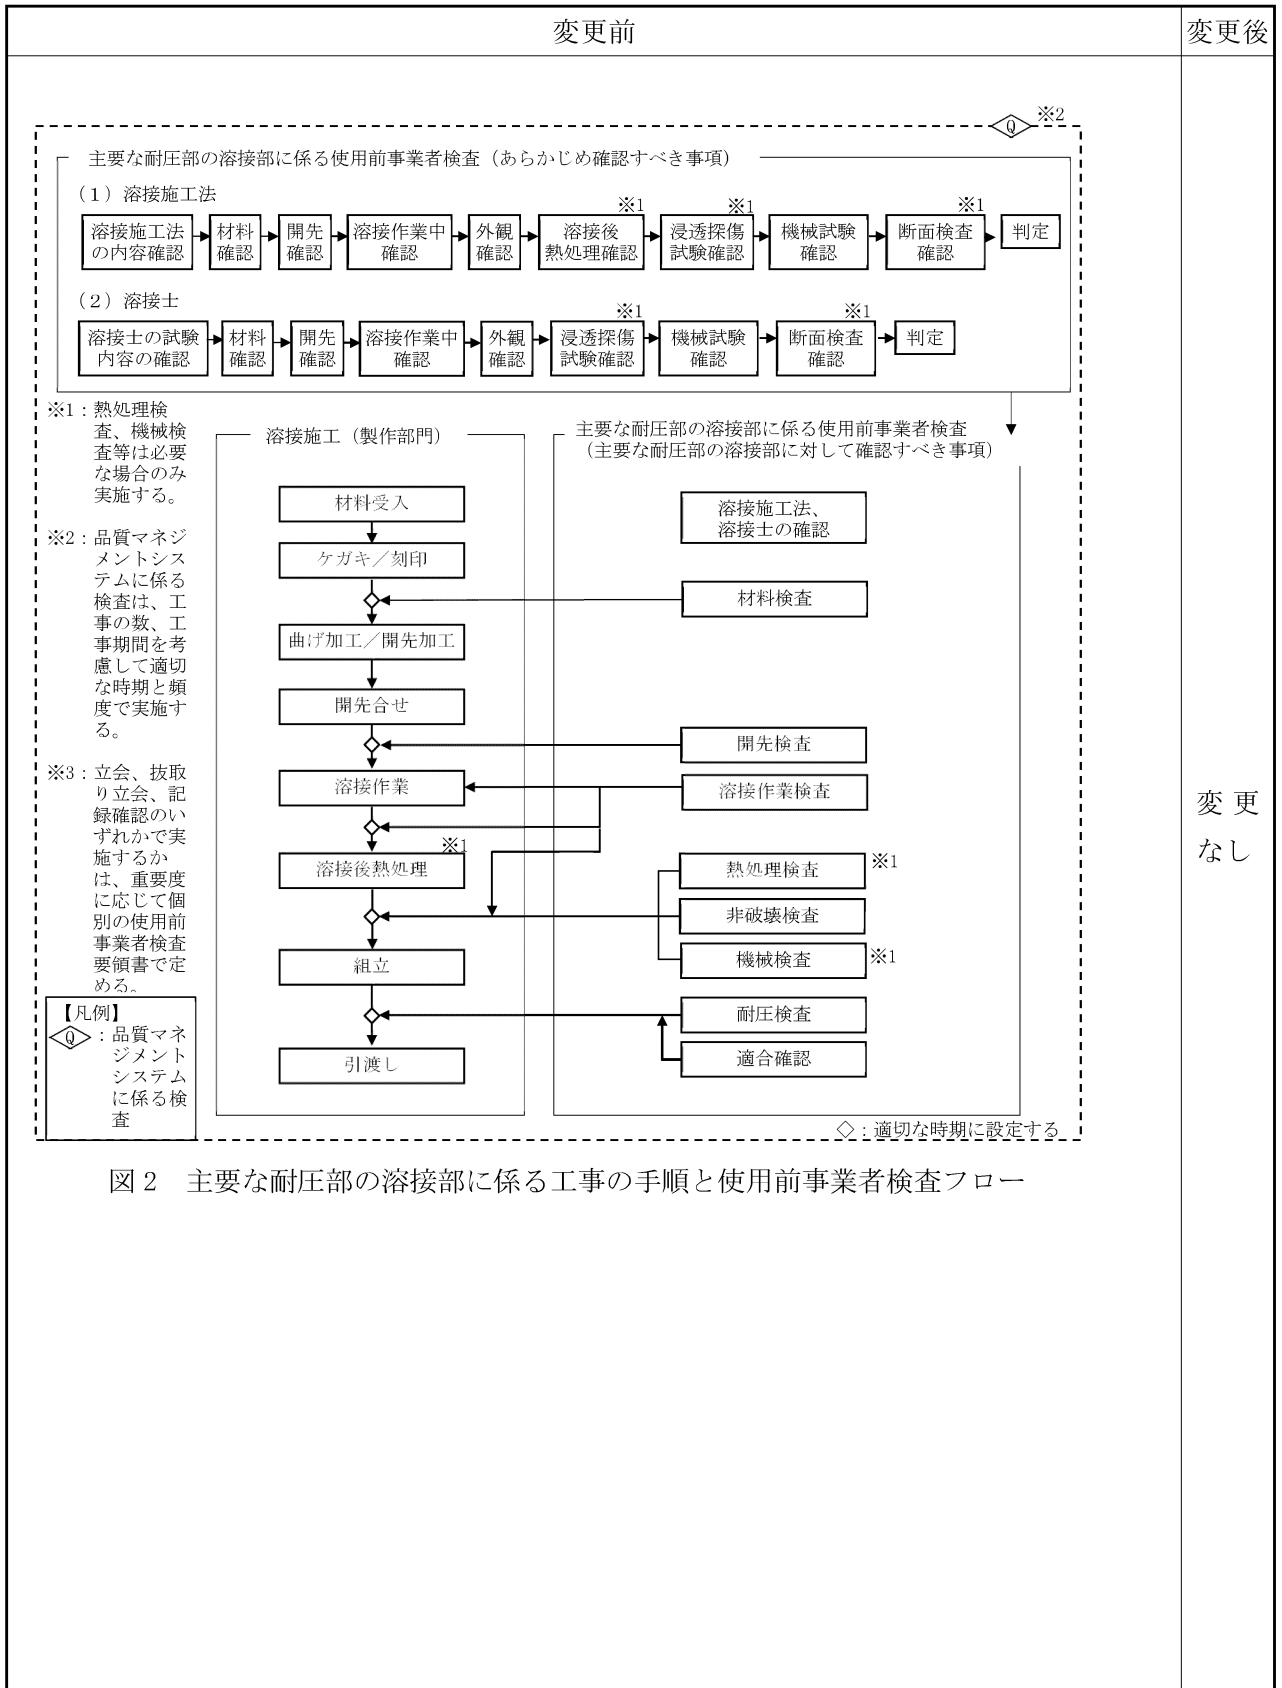 変更前
変更後
Q
※2
主要な耐圧部の溶接部に係る使用前事業者検査（あらかじめ確認すべき事項）
（１）溶接施工法
※1
※1
※1
溶接施工法
の内容確認
材料
確認
開先
確認
溶接作業中
確認
外観
確認
溶接後
熱処理確認
浸透探傷
試験確認
機械試験
確認
断面検査
確認
判定
（２）溶接士
※1
※1
溶接士の試験
内容の確認
材料
確認
開先
確認
溶接作業中
確認
外観
確認
浸透探傷
試験確認
機械試験
確認
断面検査
確認
判定
※1：熱処理検
査、機械検
査等は必要
な場合のみ
実施する。
※2：品質マネジ
メントシス
テムに係る
検査は、工
事の数、工
事期間を考
慮して適切
な時期と頻
度で実施す
る。
※3：立会、抜取
り立会、記
録確認のい
ずれかで実
施するか
は、重要度
に応じて個
別の使用前
事業者検査
要領書で定
める。
【凡例】
Q：品質マネ
ジメント
システム
に係る検
査
溶接施工（製作部門）
材料受入
ケガキ／刻印
曲げ加工／開先加工
開先合せ
溶接作業
※1
溶接後熱処理
組立
引渡し
主要な耐圧部の溶接部に係る使用前事業者検査
（主要な耐圧部の溶接部に対して確認すべき事項）
溶接施工法、
溶接士の確認
材料検査
開先検査
溶接作業検査
熱処理検査
※1
非破壊検査
機械検査
※1
耐圧検査
適合確認
◇：適切な時期に設定する
図２　主要な耐圧部の溶接部に係る工事の手順と使用前事業者検査フロー
変更
なし